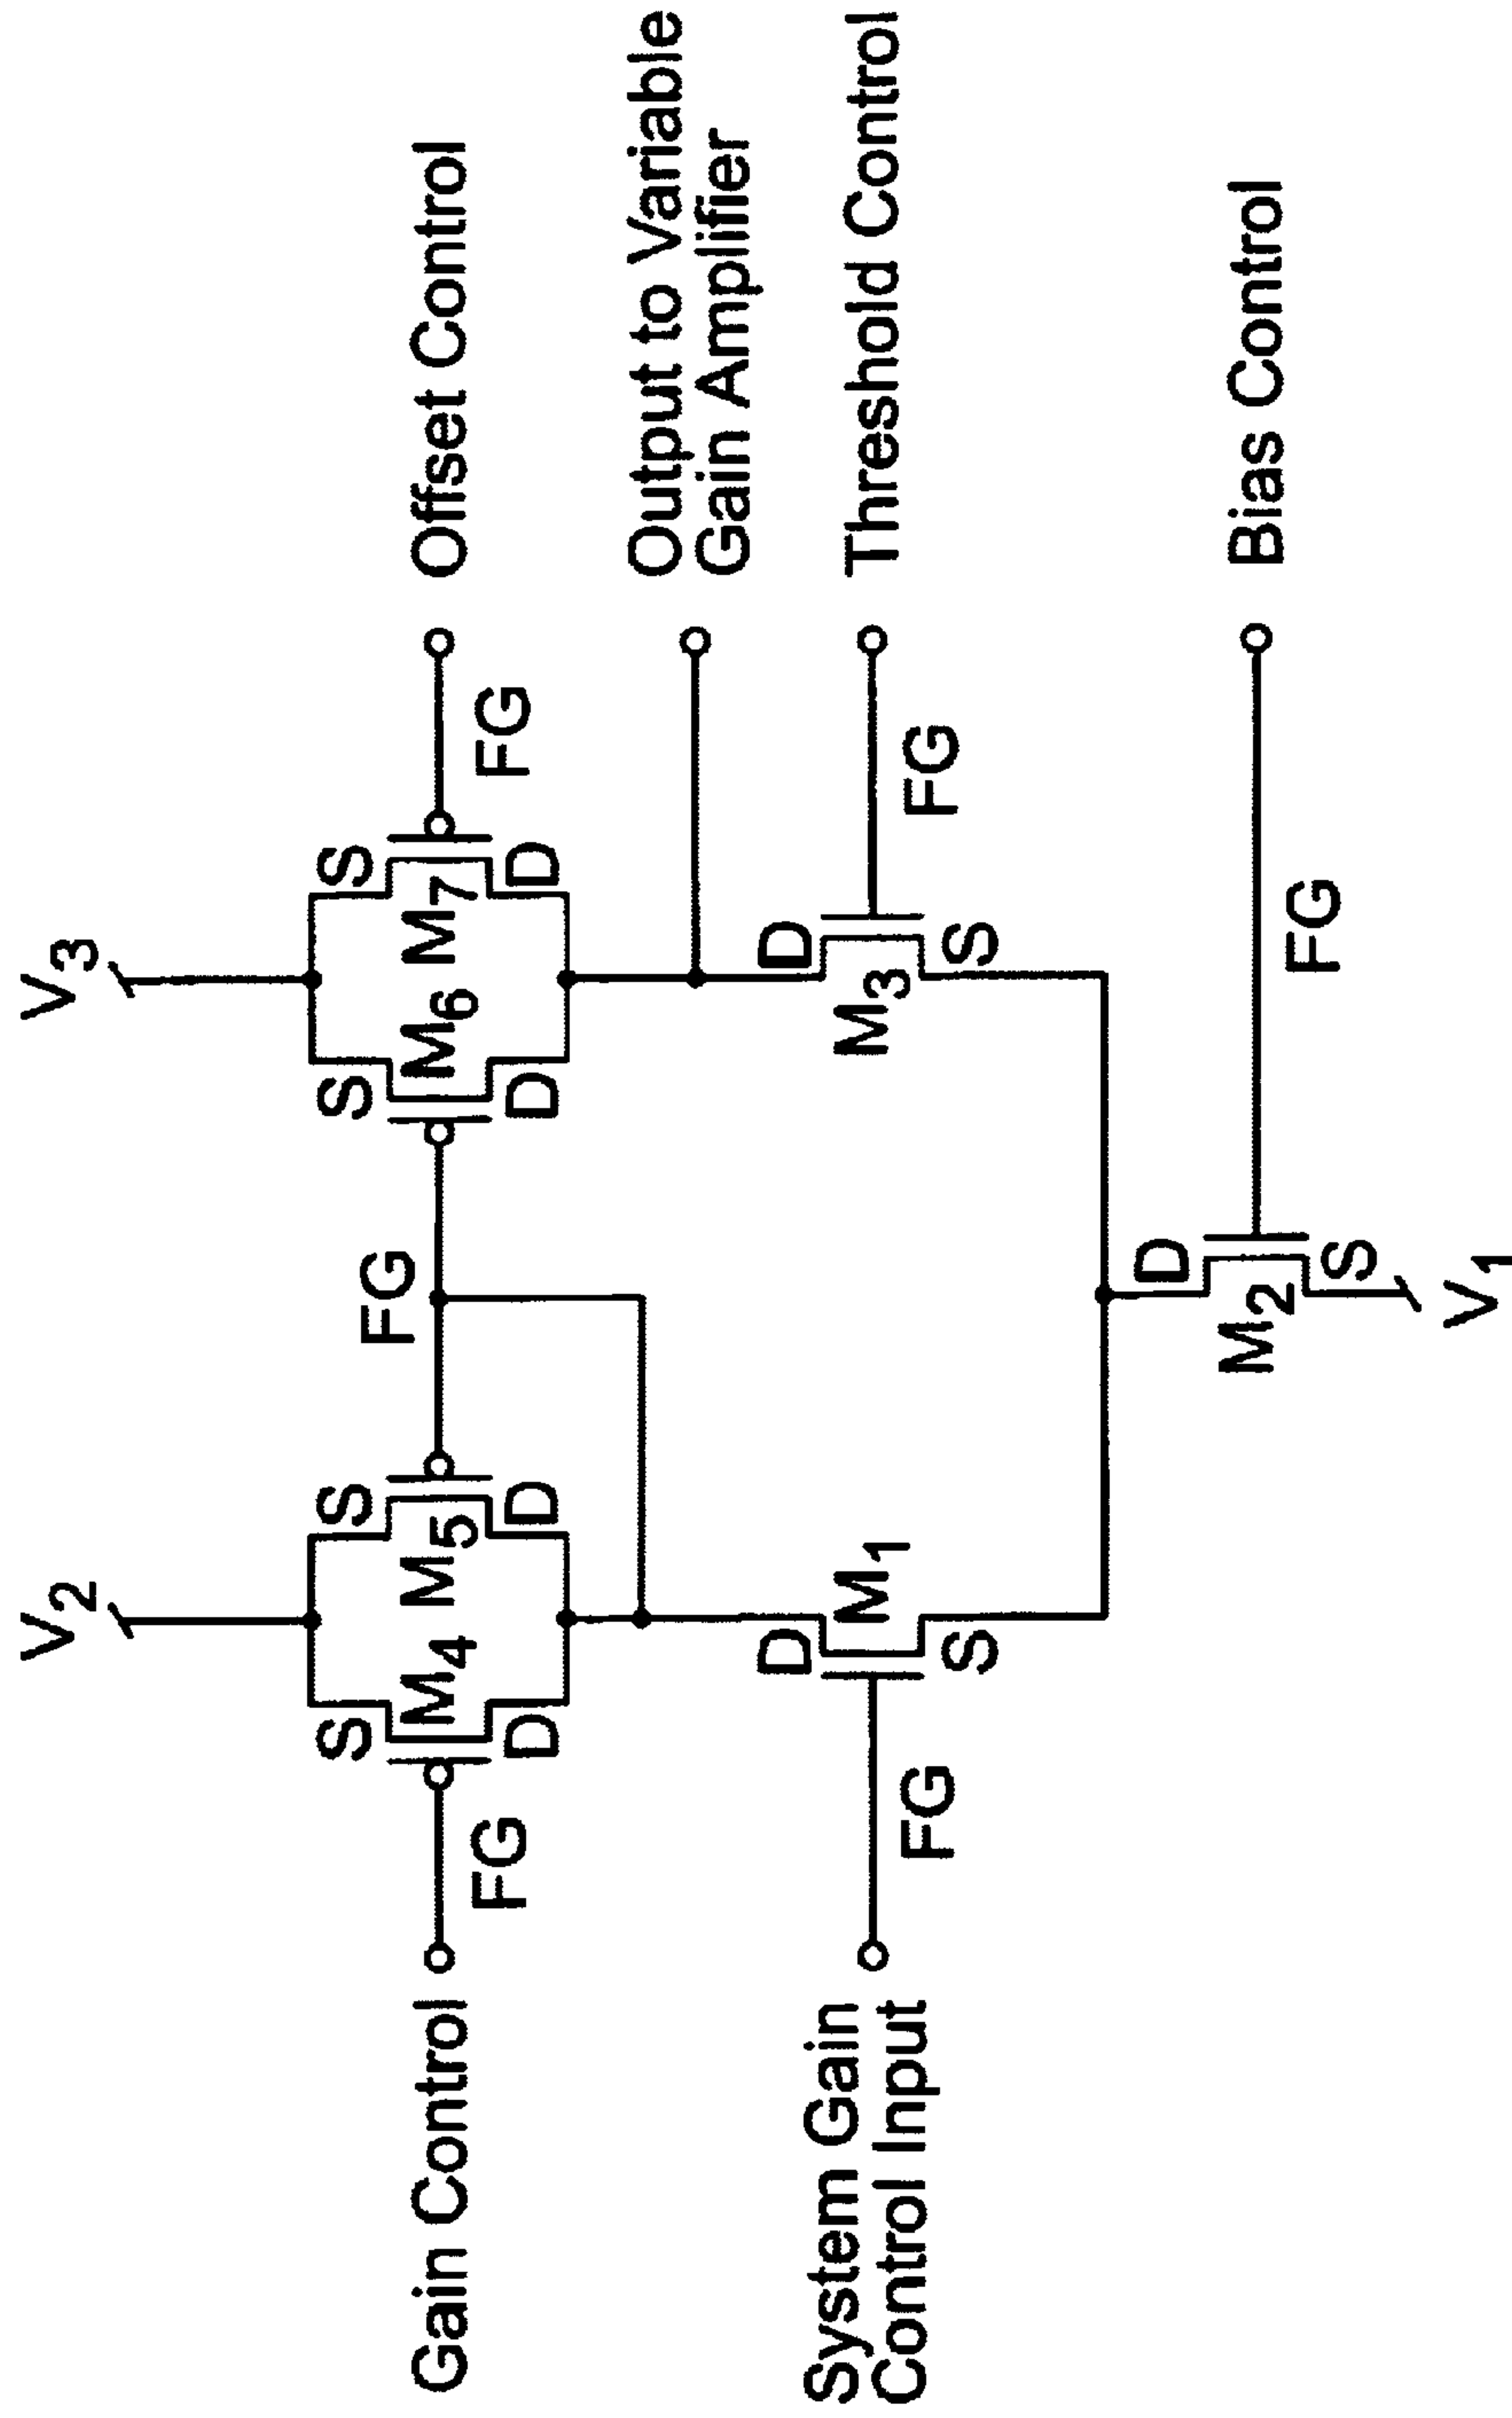 V2 V3
S S S S
FG
Gain Control M4 M5 M6 M7 Offset Control
FG FG
D D D D
Output to Variable
Gain Amplifier
D D
System Gain
Control Input M1 M3 Threshold Control
FG FG
S S
D
M2 Bias Control
FG
S
V1